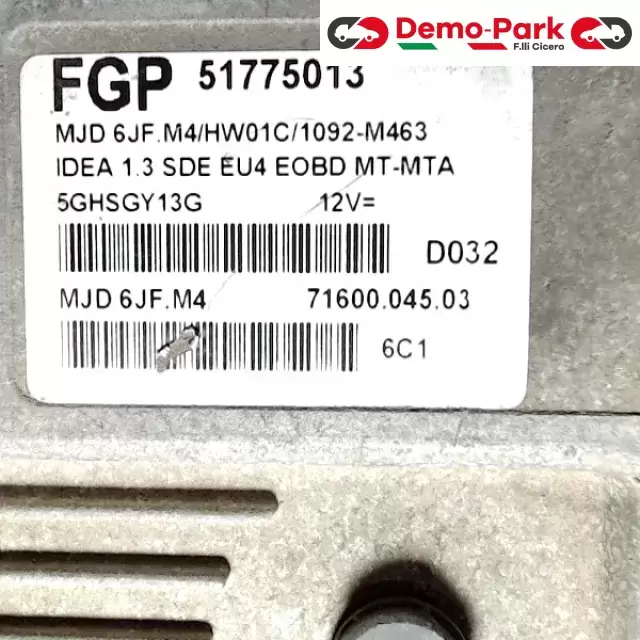 Demo-Park
F.lli Cicero
FGP 51775013
MJD 6JF.M4/HW01C/1092-M463
IDEA 1.3 SDE EU4 EOBD MT-MTA
5GHSGY13G 12V=
D032
MJD 6JF.M4 71600.045.03
6C1